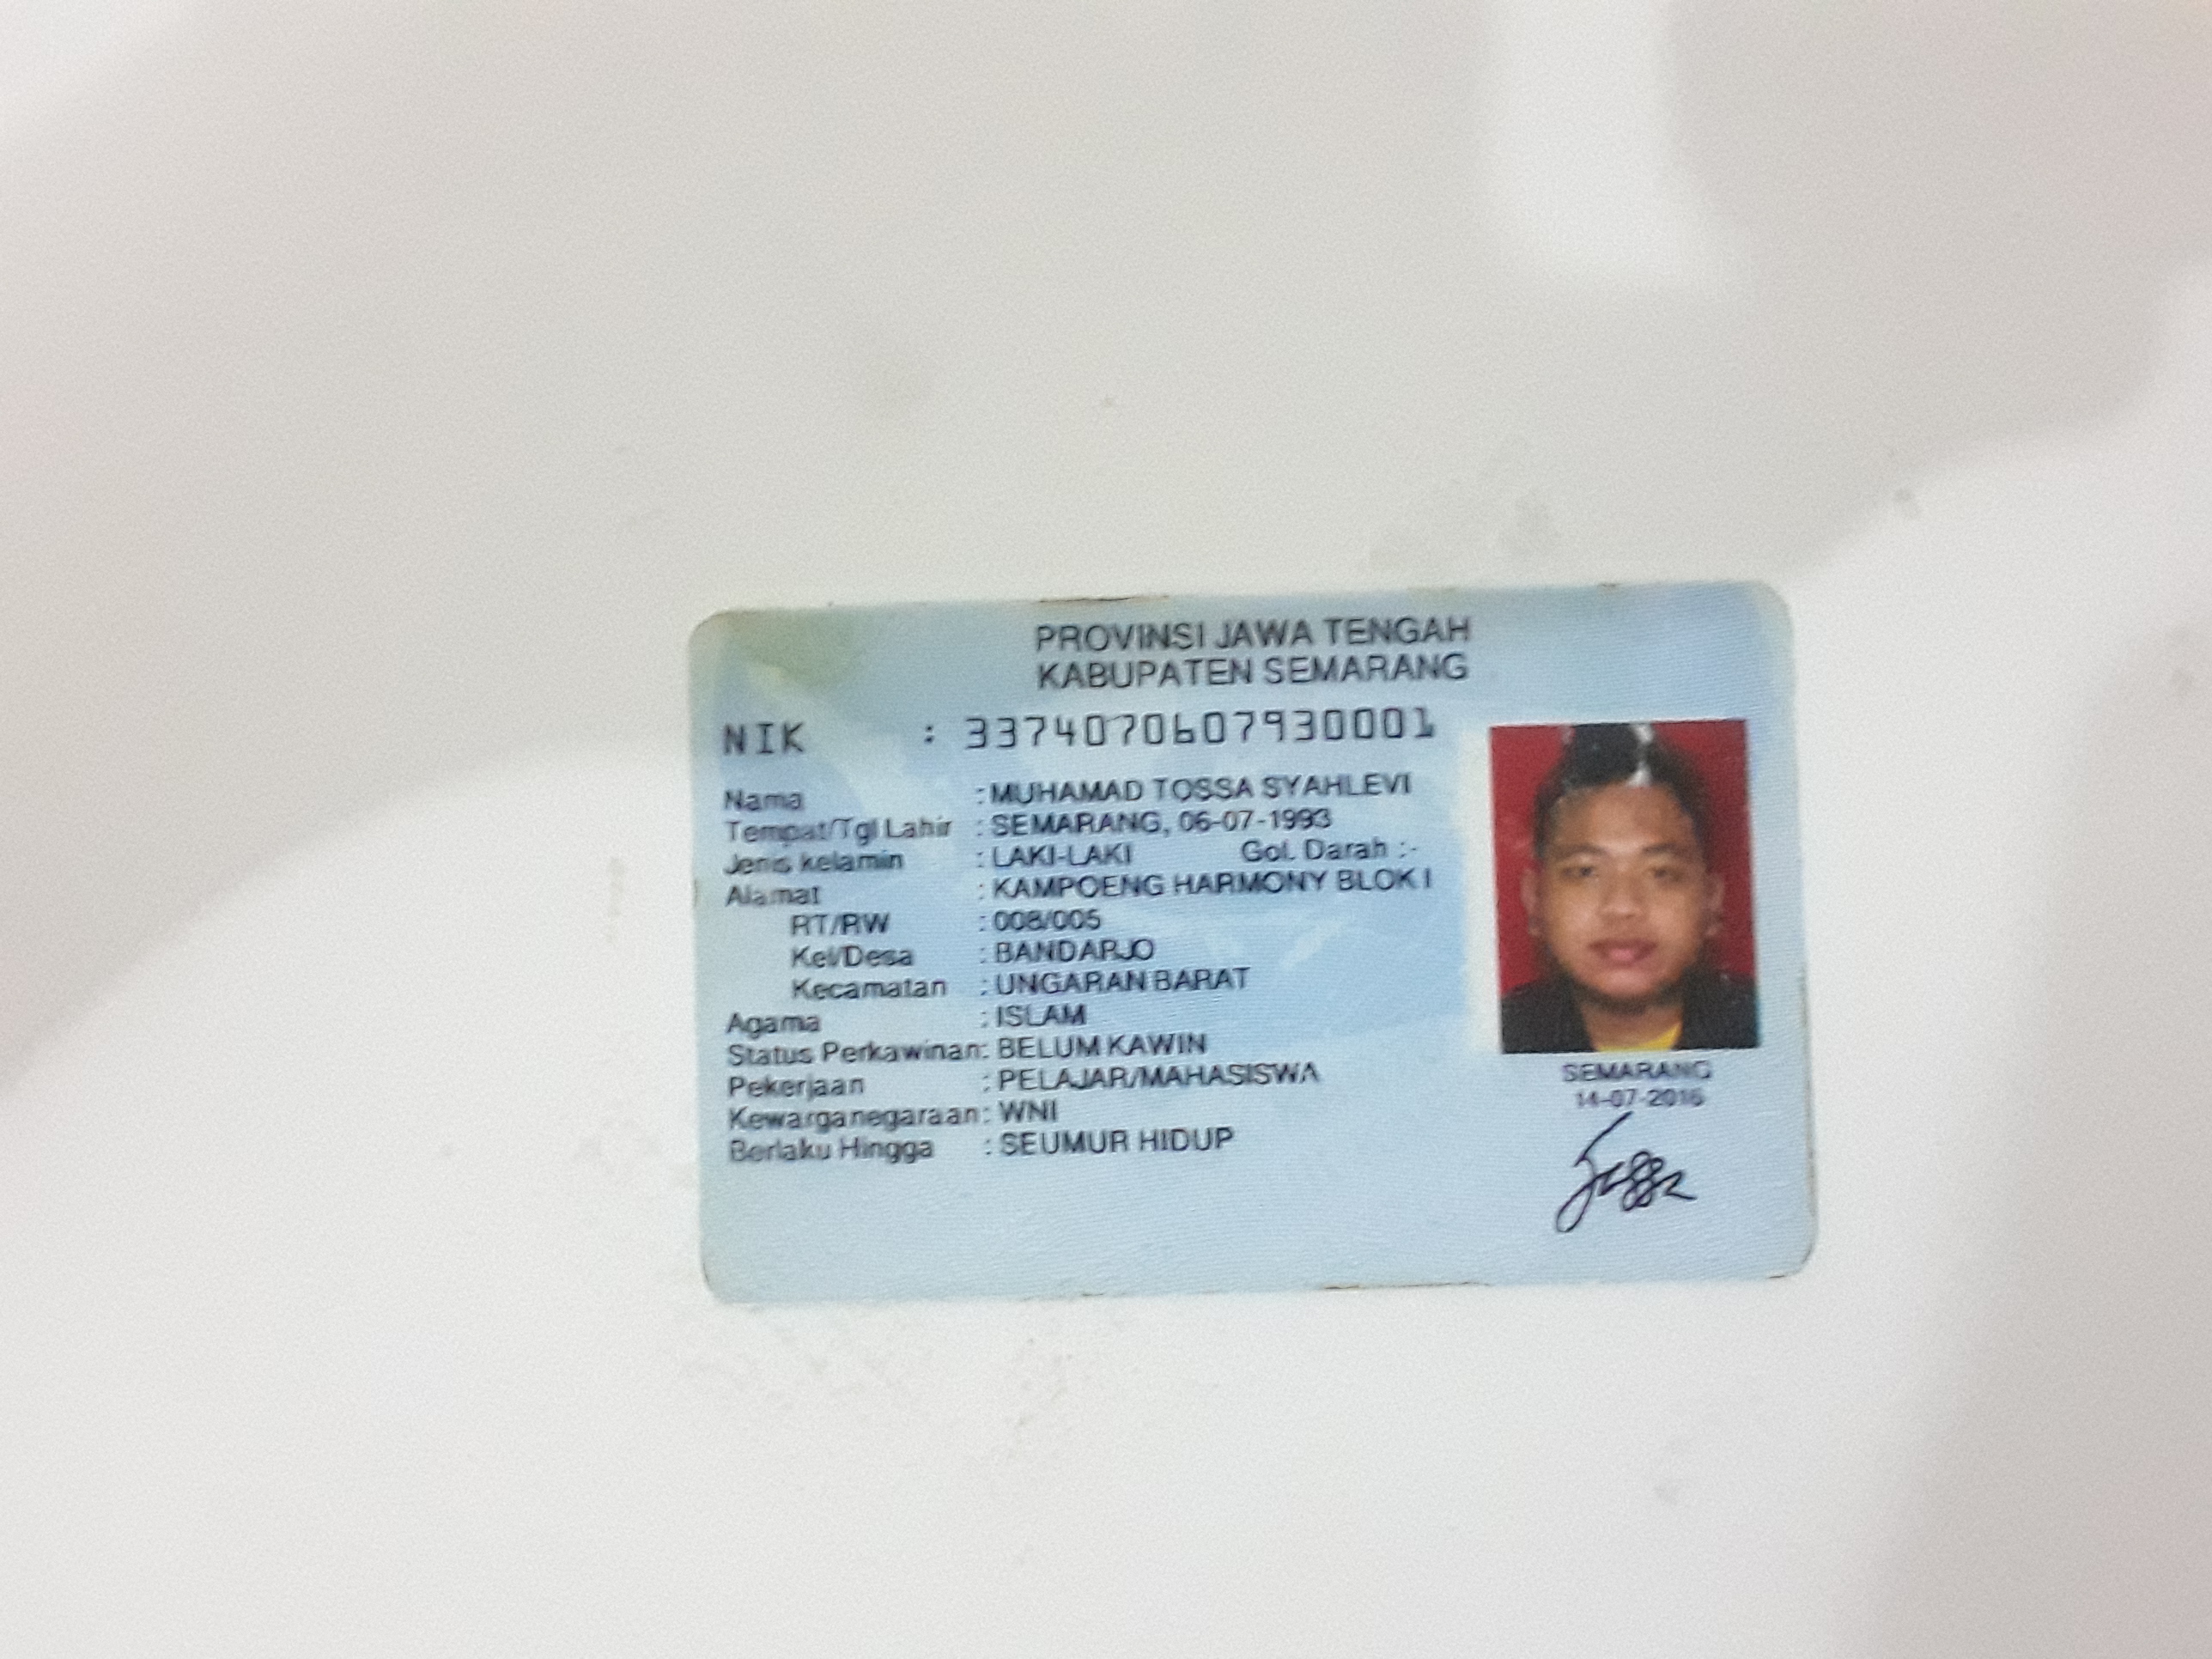 PROVINSI JAWA TENGAH
KABUPATEN SEMARANG
NIK : 3374070607930001
Nama : MUHAMAD TOSSA SYAHLEVI
Tempat/Tgl Lahir : SEMARANG, 06-07-1993
Jenis kelamin : LAKI-LAKI Gol. Darah : -
Alamat : KAMPOENG HARMONY BLOK I
RT/RW : 008/005
Kel/Desa : BANDARJO
Kecamatan : UNGARAN BARAT
Agama : ISLAM
Status Perkawinan: BELUM KAWIN
Pekerjaan : PELAJAR/MAHASISWA
Kewarganegaraan: WNI
Berlaku Hingga : SEUMUR HIDUP
SEMARANG
14-07-2016